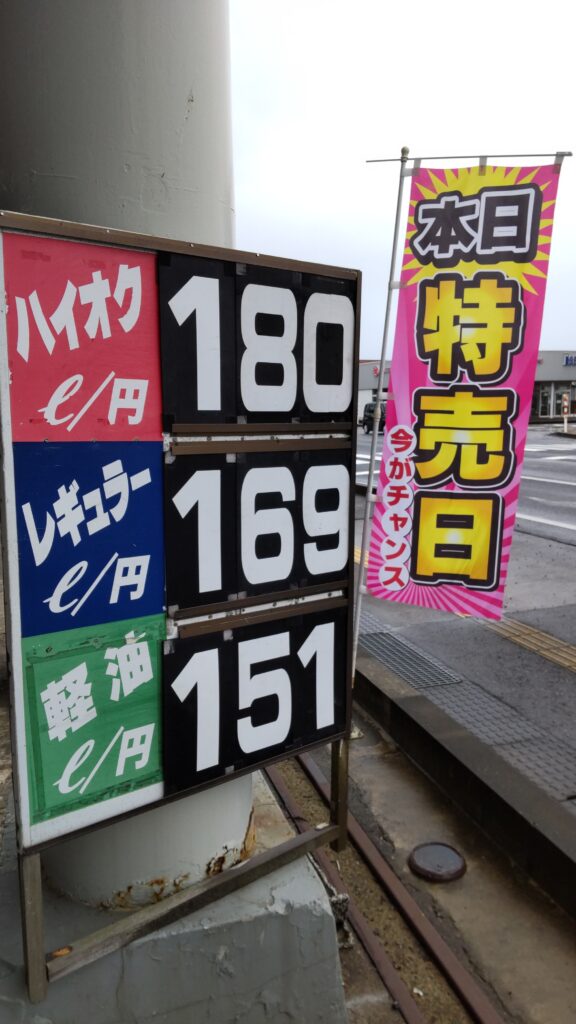 ハイオク
ℓ/円
180
レギュラー
ℓ/円
169
軽油
ℓ/円
151
本日
特売日
今がチャンス